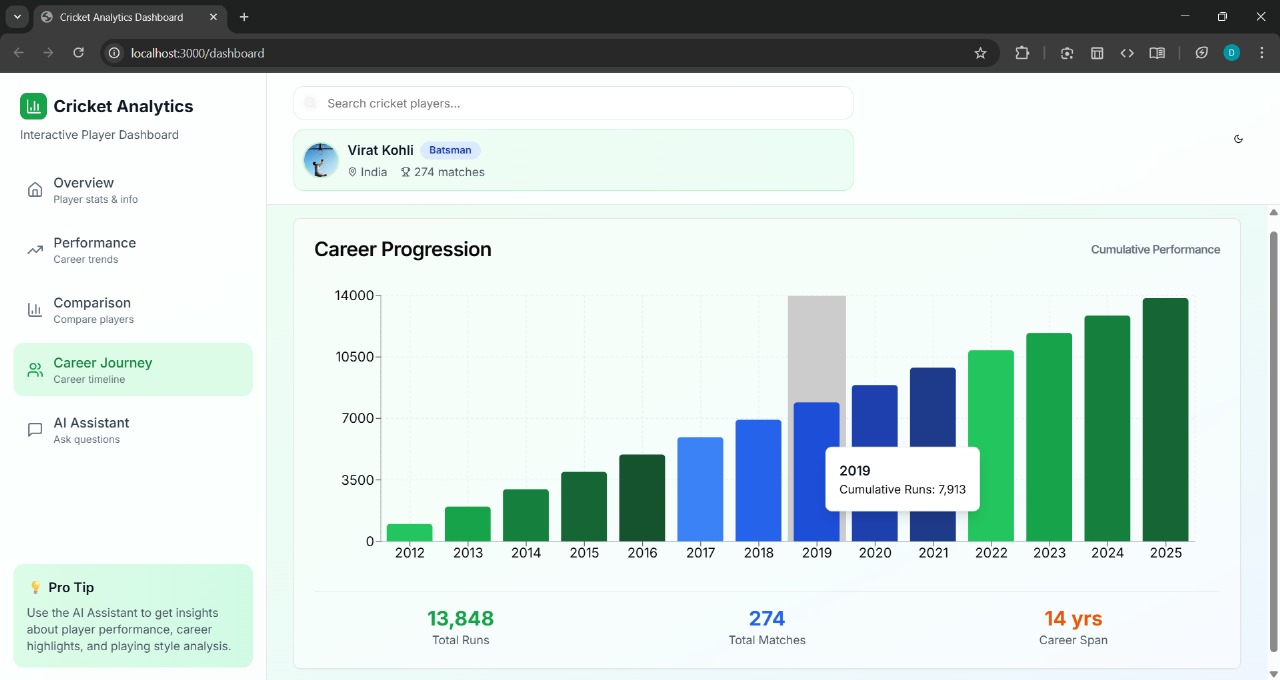 Cricket Analytics Dashboard
localhost:3000/dashboard
D
Cricket Analytics
Interactive Player Dashboard
Overview
Player stats & info
Performance
Career trends
Comparison
Compare players
Career Journey
Career timeline
AI Assistant
Ask questions
Pro Tip
Use the AI Assistant to get insights
about player performance, career
highlights, and playing style analysis.
Search cricket players...
Virat Kohli Batsman
India 274 matches
Career Progression
Cumulative Performance
14000
10500
7000
3500
0
2012 2013 2014 2015 2016 2017 2018 2019 2020 2021 2022 2023 2024 2025
2019
Cumulative Runs: 7,913
13,848
Total Runs
274
Total Matches
14 yrs
Career Span